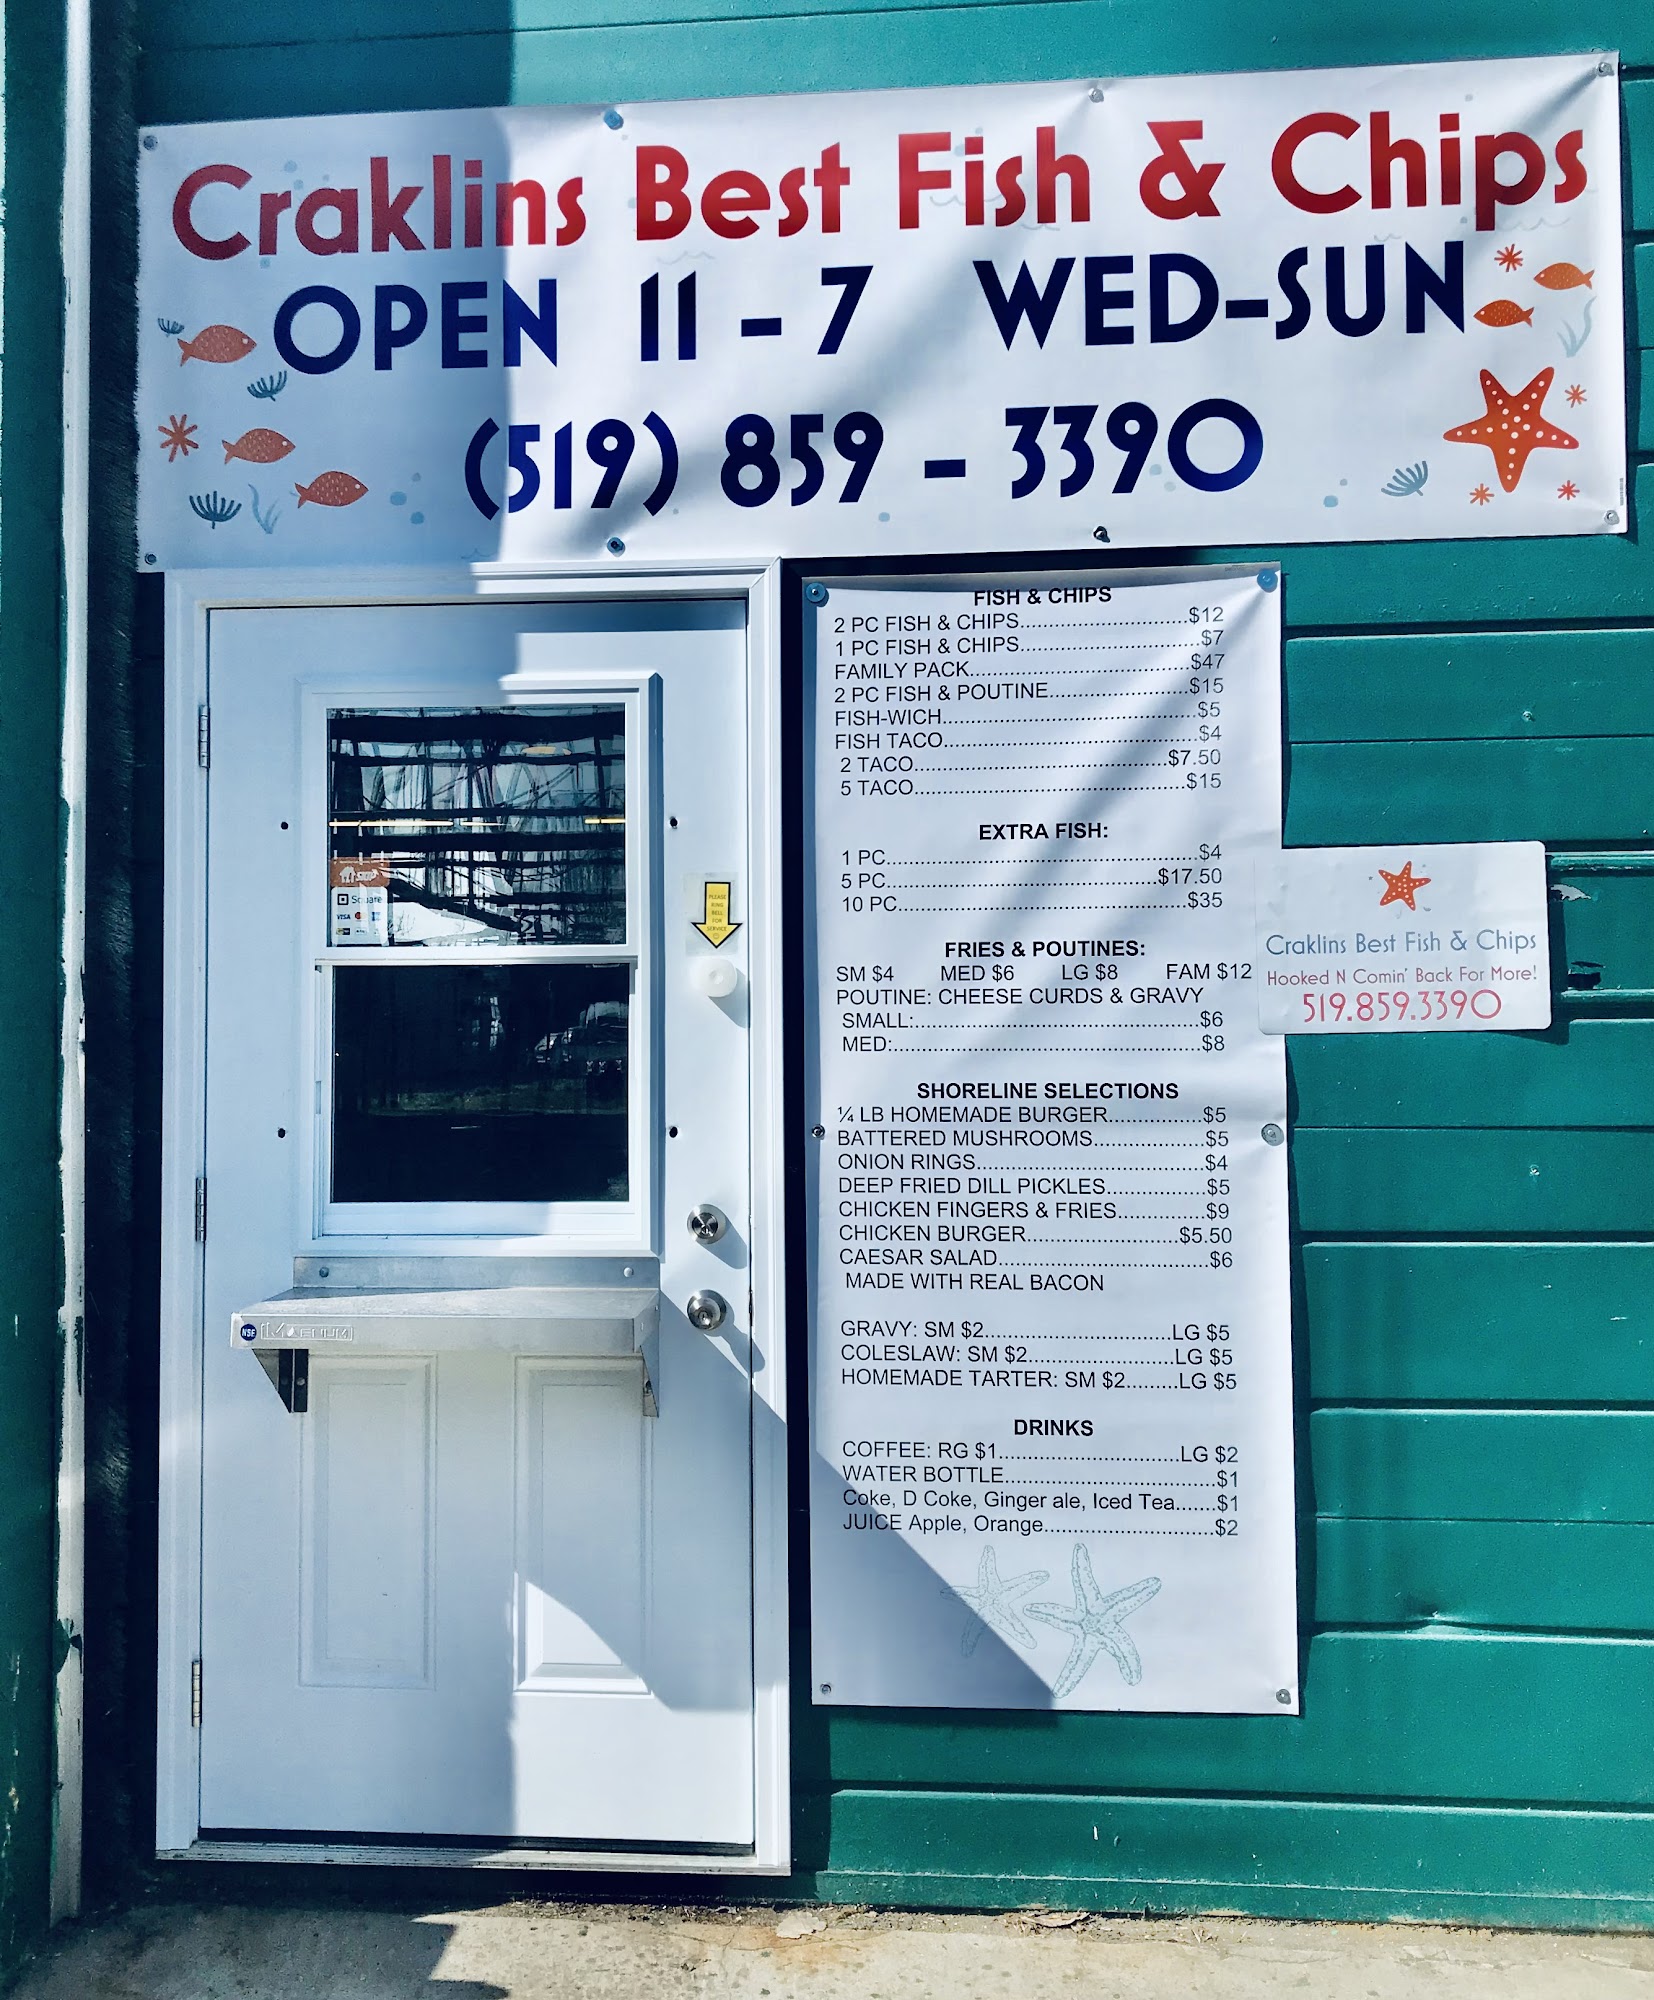 Craklins Best Fish & Chips
OPEN 11 - 7 WED-SUN
(519) 859 - 3390
FISH & CHIPS
2 PC FISH & CHIPS............................$12
1 PC FISH & CHIPS..............................$7
FAMILY PACK.....................................$47
2 PC FISH & POUTINE.......................$15
FISH-WICH..........................................$5
FISH TACO..........................................$4
2 TACO..........................................$7.50
5 TACO.............................................$15
EXTRA FISH:
1 PC....................................................$4
5 PC.............................................$17.50
10 PC................................................$35
FRIES & POUTINES:
SM $4 MED $6 LG $8 FAM $12
POUTINE: CHEESE CURDS & GRAVY
SMALL:...............................................$6
MED:...................................................$8
SHORELINE SELECTIONS
¼ LB HOMEMADE BURGER...............$5
BATTERED MUSHROOMS..................$5
ONION RINGS......................................$4
DEEP FRIED DILL PICKLES.................$5
CHICKEN FINGERS & FRIES...............$9
CHICKEN BURGER.........................$5.50
CAESAR SALAD...................................$6
MADE WITH REAL BACON
GRAVY: SM $2...............................LG $5
COLESLAW: SM $2........................LG $5
HOMEMADE TARTER: SM $2.........LG $5
DRINKS
COFFEE: RG $1..............................LG $2
WATER BOTTLE...................................$1
Coke, D Coke, Ginger ale, Iced Tea.......$1
JUICE Apple, Orange............................$2
Craklins Best Fish & Chips
Hooked N Comin' Back For More!
519.859.3390
PLEASE
RING
BELL
FOR
SERVICE
Square
VISA
NSF